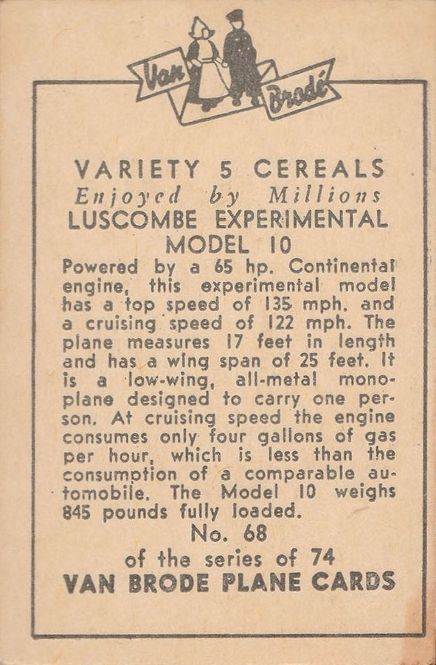 Van Brodé
VARIETY 5 CEREALS
Enjoyed by Millions
LUSCOMBE EXPERIMENTAL
MODEL 10
Powered by a 65 hp. Continental
engine, this experimental model
has a top speed of 135 mph. and
a cruising speed of 122 mph. The
plane measures 17 feet in length
and has a wing span of 25 feet. It
is a low-wing, all-metal mono-
plane designed to carry one per-
son. At cruising speed the engine
consumes only four gallons of gas
per hour, which is less than the
consumption of a comparable au-
tomobile. The Model 10 weighs
845 pounds fully loaded.
No. 68
of the series of 74
VAN BRODE PLANE CARDS